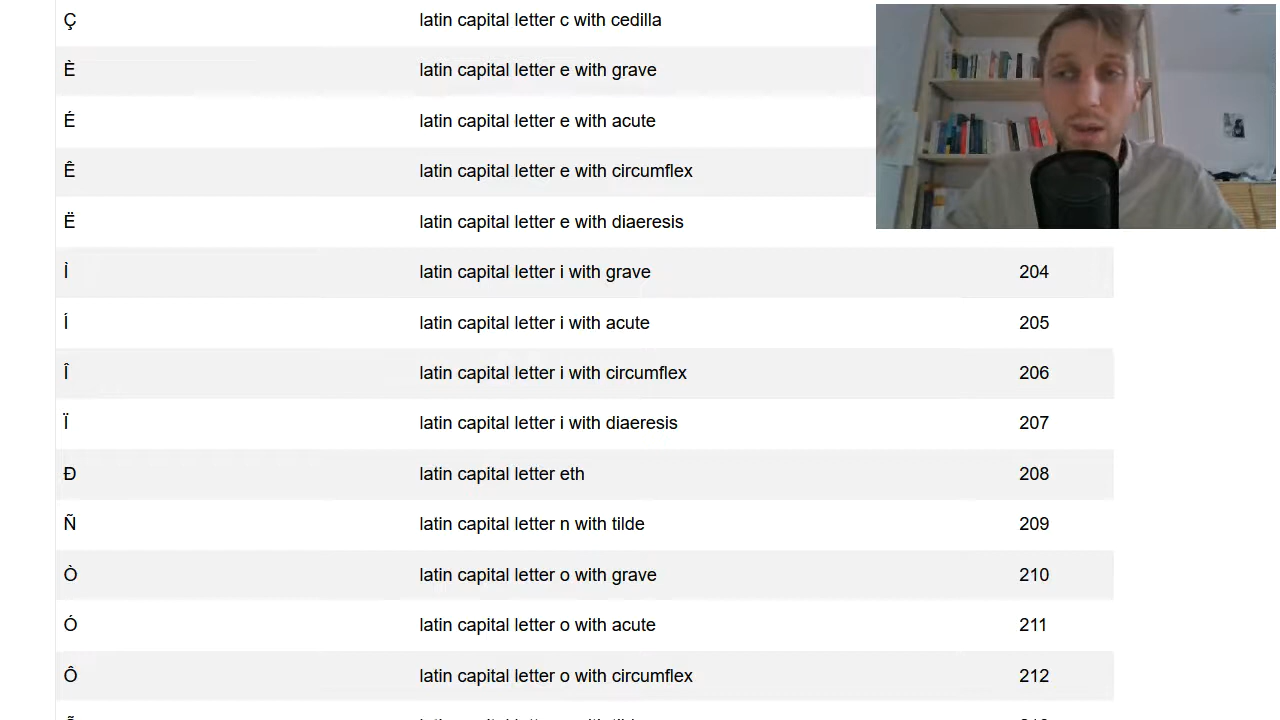 Ç latin capital letter c with cedilla
È latin capital letter e with grave
É latin capital letter e with acute
Ê latin capital letter e with circumflex
Ë latin capital letter e with diaeresis
Ì latin capital letter i with grave 204
Í latin capital letter i with acute 205
Î latin capital letter i with circumflex 206
Ï latin capital letter i with diaeresis 207
Ð latin capital letter eth 208
Ñ latin capital letter n with tilde 209
Ò latin capital letter o with grave 210
Ó latin capital letter o with acute 211
Ô latin capital letter o with circumflex 212